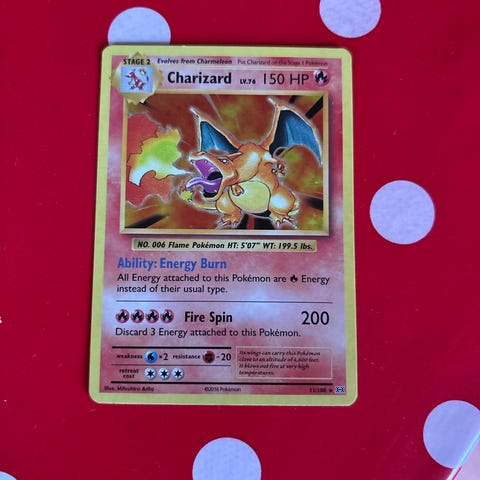 STAGE 2 Evolves from Charmeleon Put Charizard on the Stage 1 Pokémon
Charizard LV.76 150 HP
NO. 006 Flame Pokémon HT: 5'07" WT: 199.5 lbs.
Ability: Energy Burn
All Energy attached to this Pokémon are Energy
instead of their usual type.
Fire Spin 200
Discard 3 Energy attached to this Pokémon.
weakness ×2 resistance -20
retreat
cost
Its wings can carry this Pokémon
close to an altitude of 4,600 feet.
It blows out fire at very high
temperatures.
Illus. Mitsuhiro Arita ©2016 Pokémon 11/108 ★